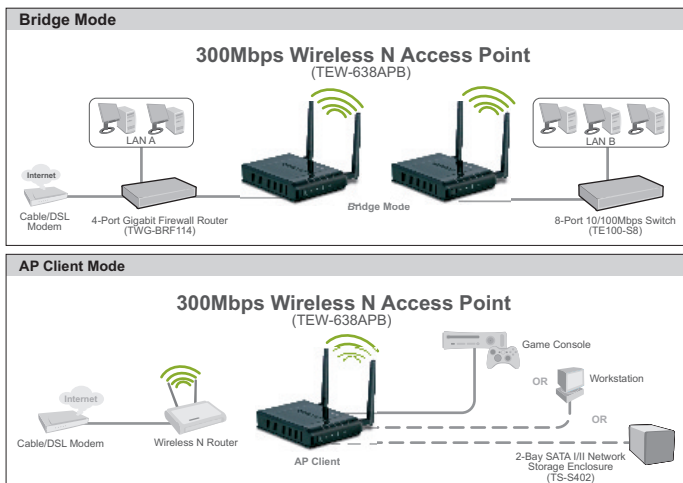 Bridge Mode
300Mbps Wireless N Access Point
(TEW-638APB)
LAN A
LAN B
Internet
Cable/DSL
Modem
4-Port Gigabit Firewall Router
(TWG-BRF114)
Bridge Mode
8-Port 10/100Mbps Switch
(TE100-S8)
AP Client Mode
300Mbps Wireless N Access Point
(TEW-638APB)
Game Console
Internet
OR
Workstation
OR
Cable/DSL Modem
Wireless N Router
AP Client
2-Bay SATA I/II Network
Storage Enclosure
(TS-S402)